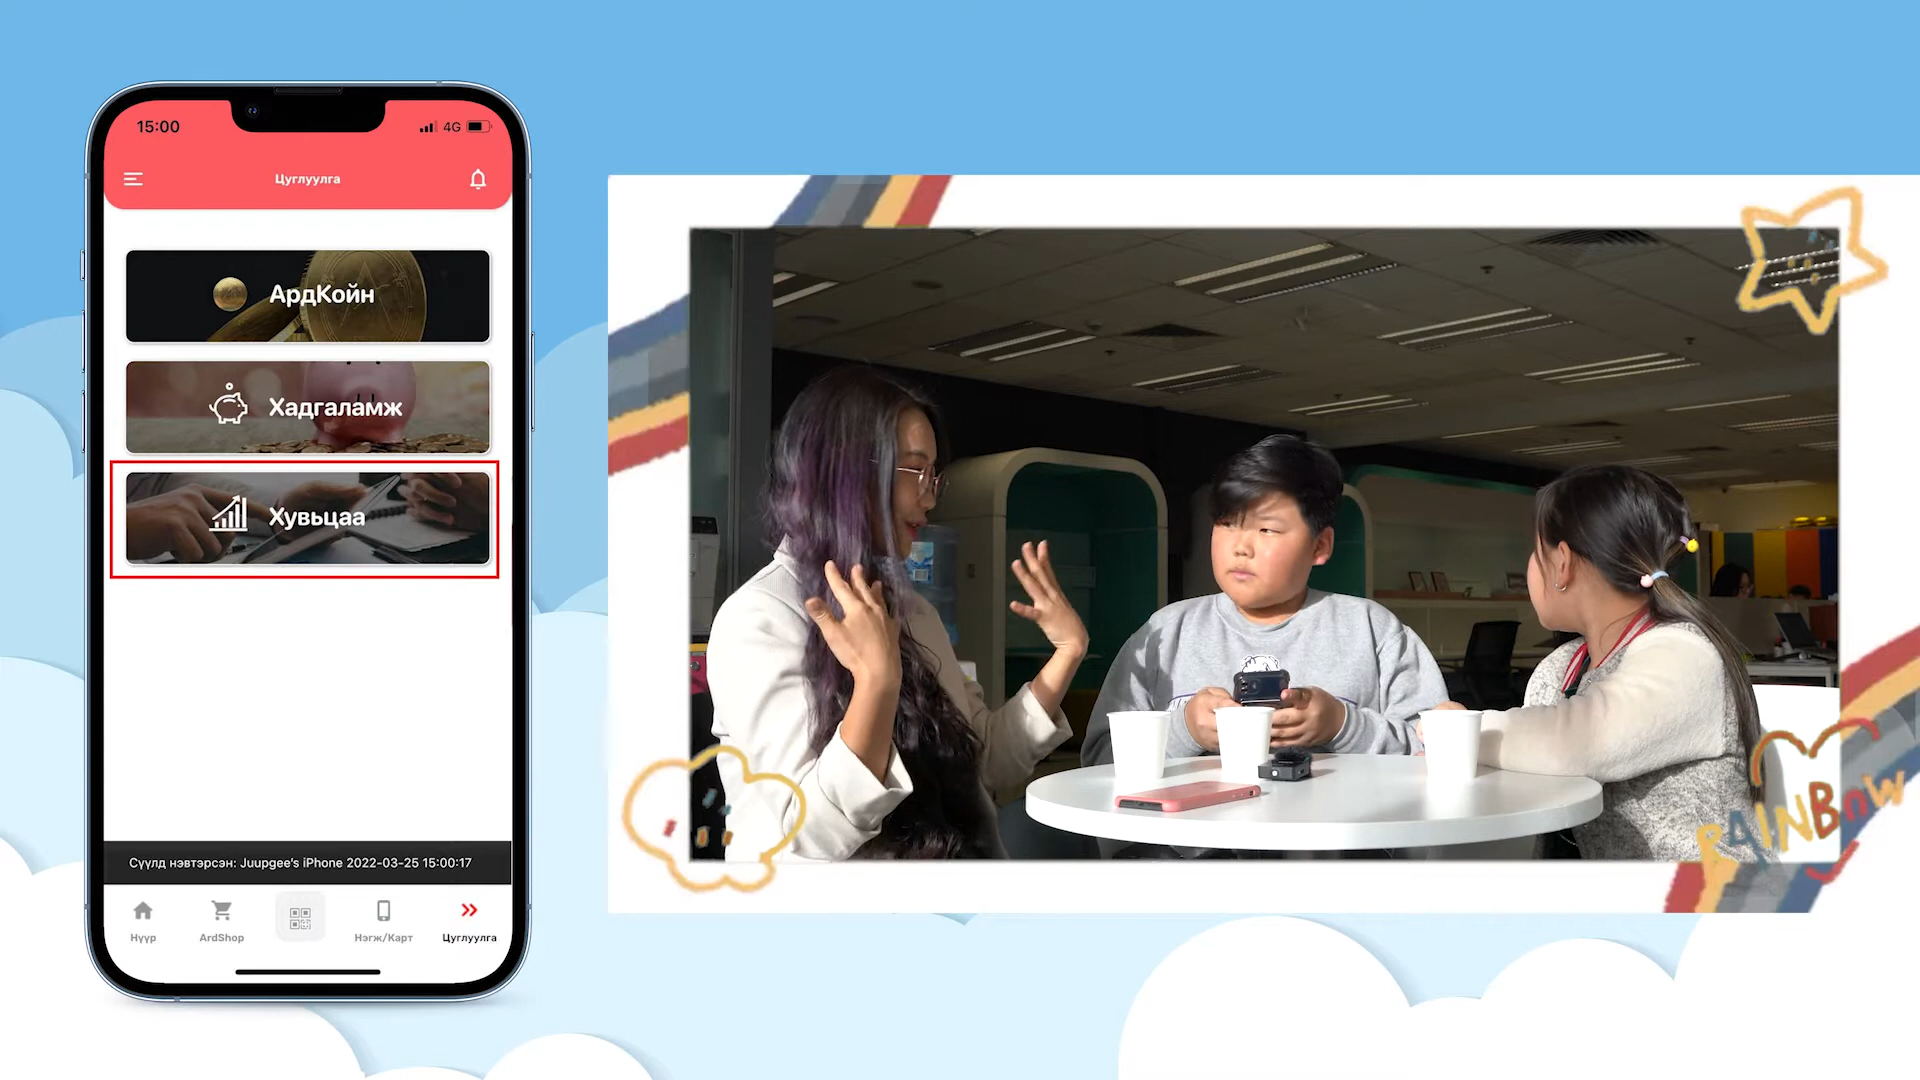 15:00
4G
Цуглуулга
АрдКойн
Хадгаламж
Хувьцаа
Сүүлд нэвтэрсэн: Juupgee's iPhone 2022-03-25 15:00:17
Нүүр
ArdShop
Нэгж/Карт
Цуглуулга
RAINBOW